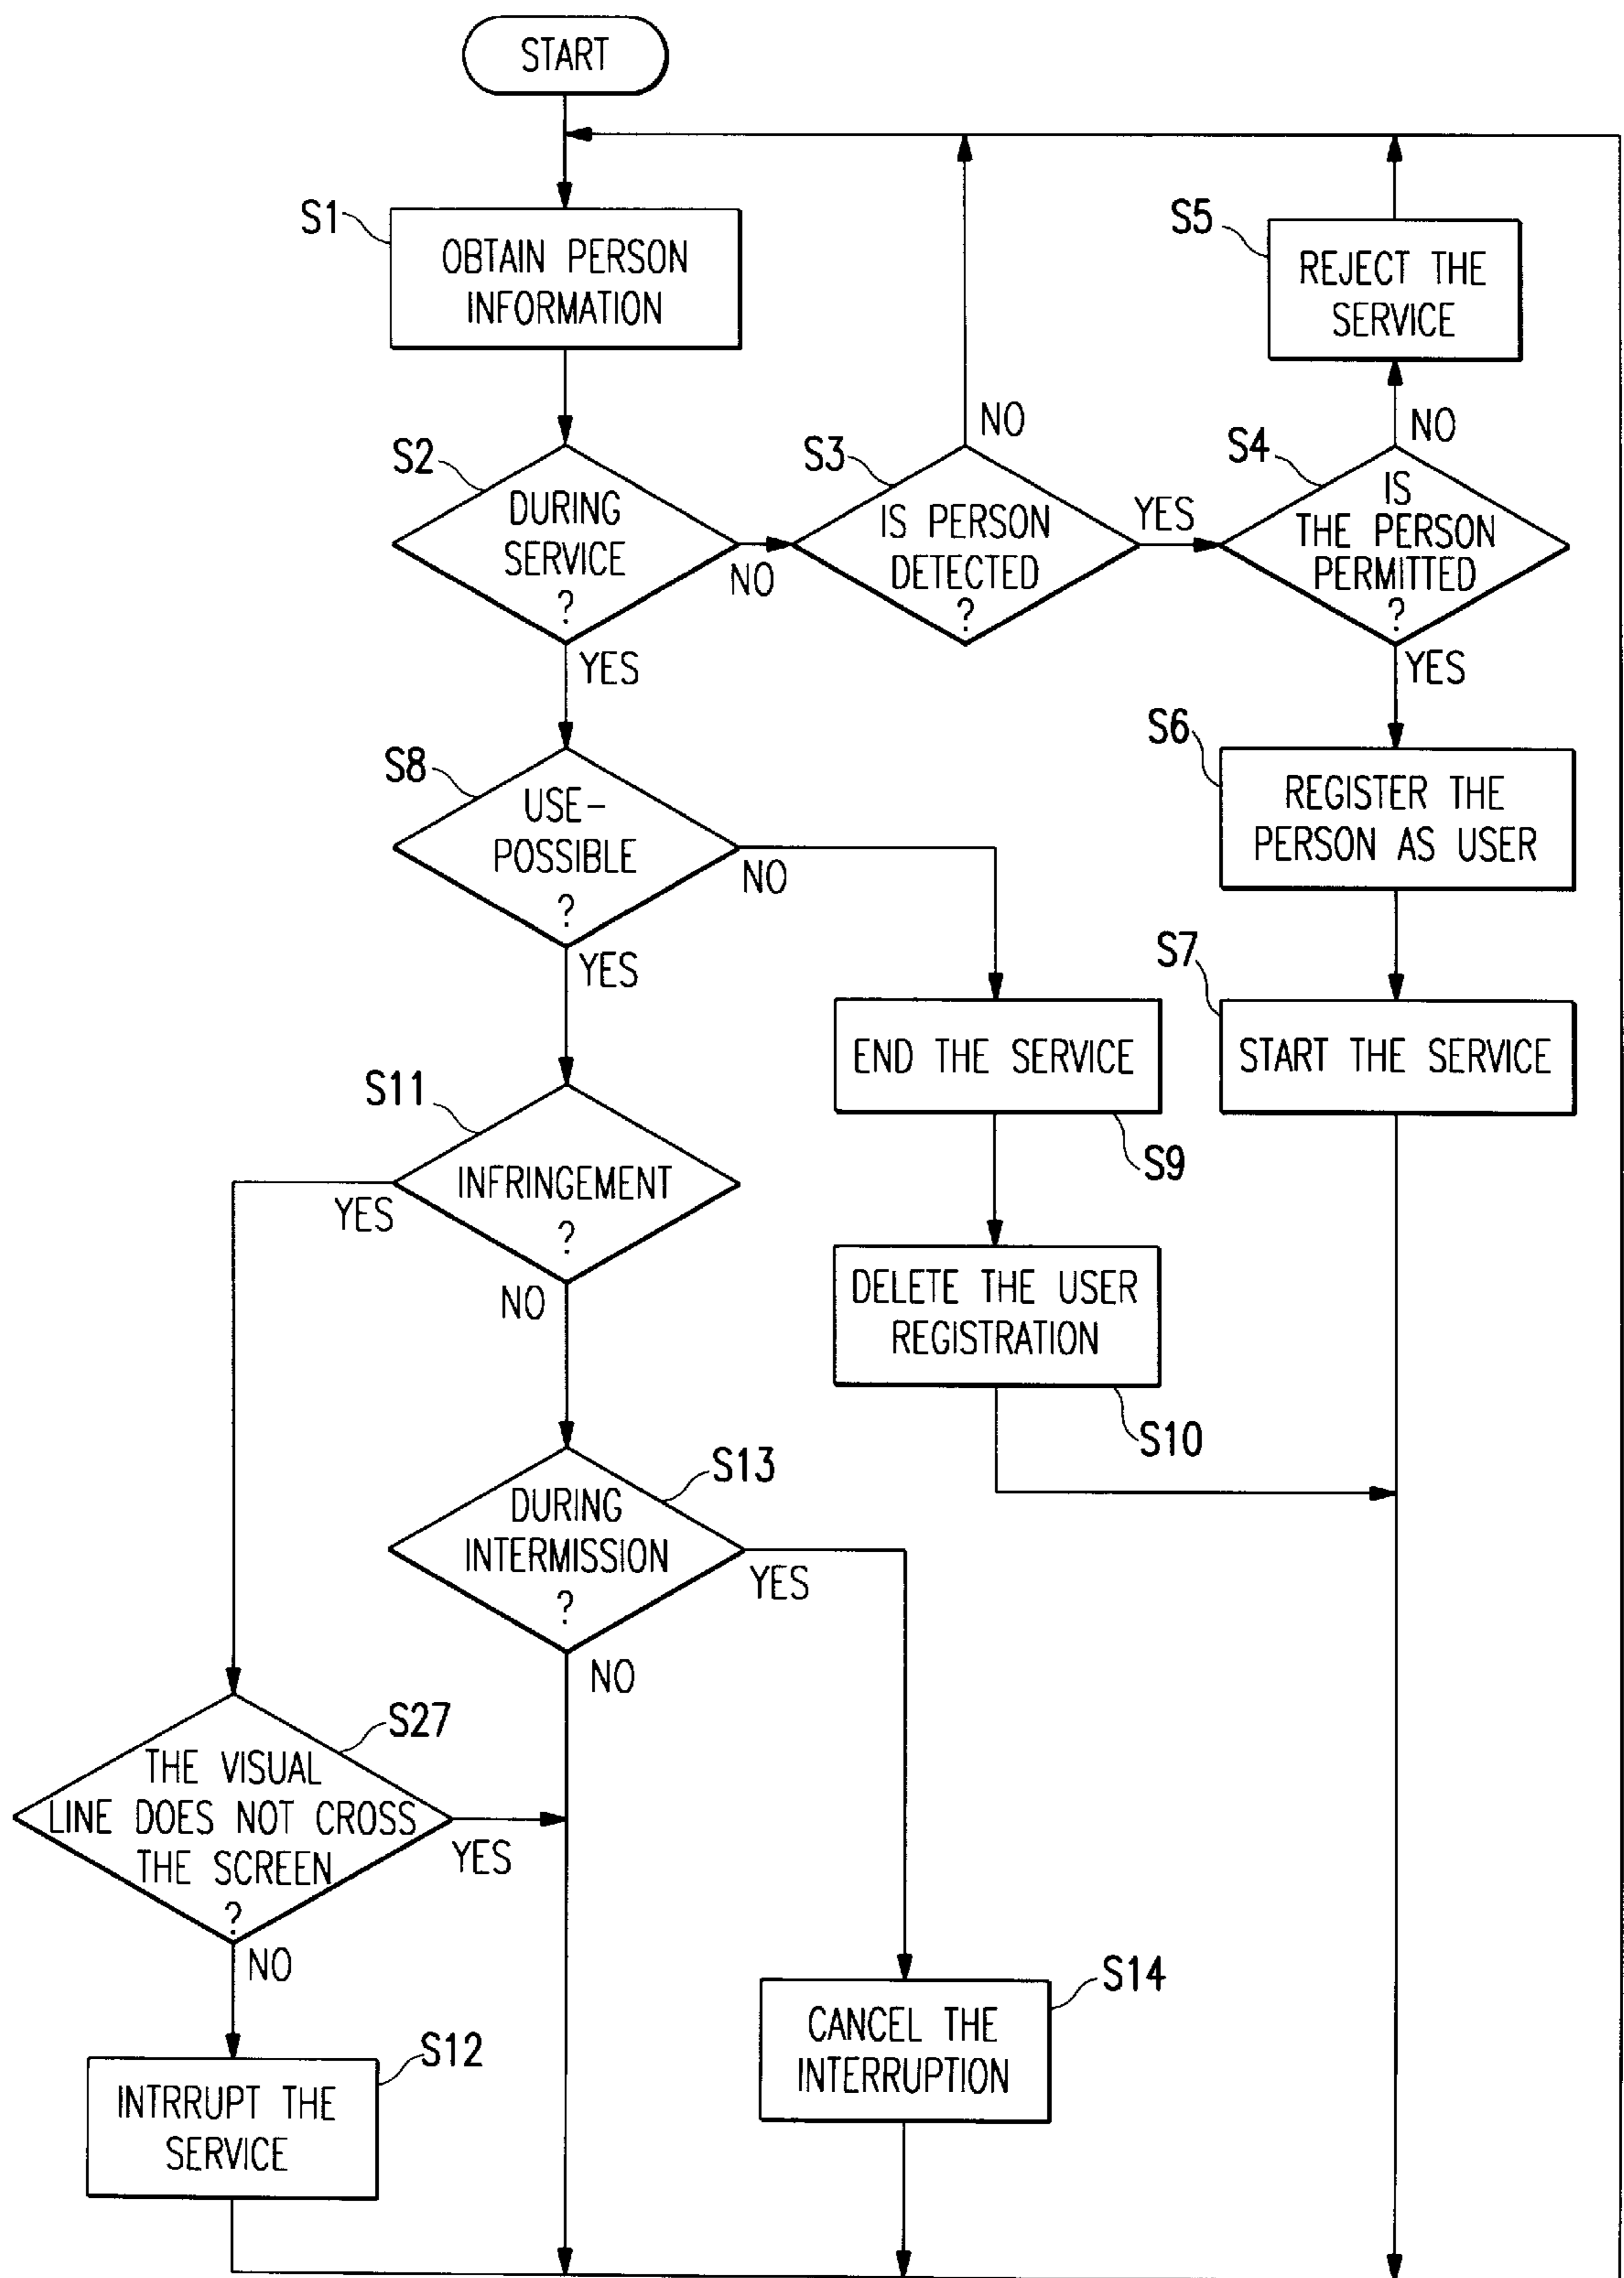 START
S1
OBTAIN PERSON
INFORMATION
S5
REJECT THE
SERVICE
S2
DURING
SERVICE
?
NO
YES
S3
IS PERSON
DETECTED
?
NO
YES
S4
IS
THE PERSON
PERMITTED
?
NO
YES
S6
REGISTER THE
PERSON AS USER
S7
START THE SERVICE
S8
USE-
POSSIBLE
?
NO
YES
END THE SERVICE
S9
DELETE THE USER
REGISTRATION
S10
S11
INFRINGEMENT
?
YES
NO
S13
DURING
INTERMISSION
?
YES
NO
S27
THE VISUAL
LINE DOES NOT CROSS
THE SCREEN
?
YES
NO
S14
CANCEL THE
INTERRUPTION
S12
INTRRUPT THE
SERVICE